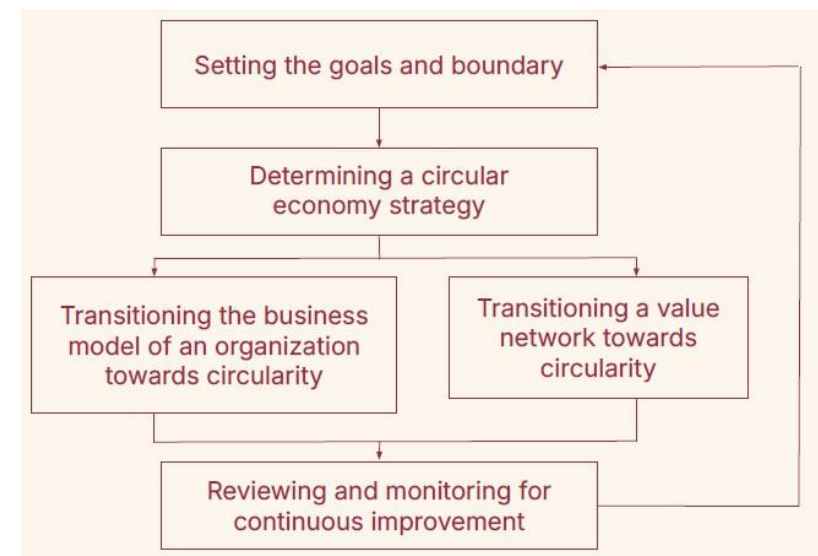 Setting the goals and boundary
Determining a circular
economy strategy
Transitioning the business
model of an organization
towards circularity
Transitioning a value
network towards
circularity
Reviewing and monitoring for
continuous improvement